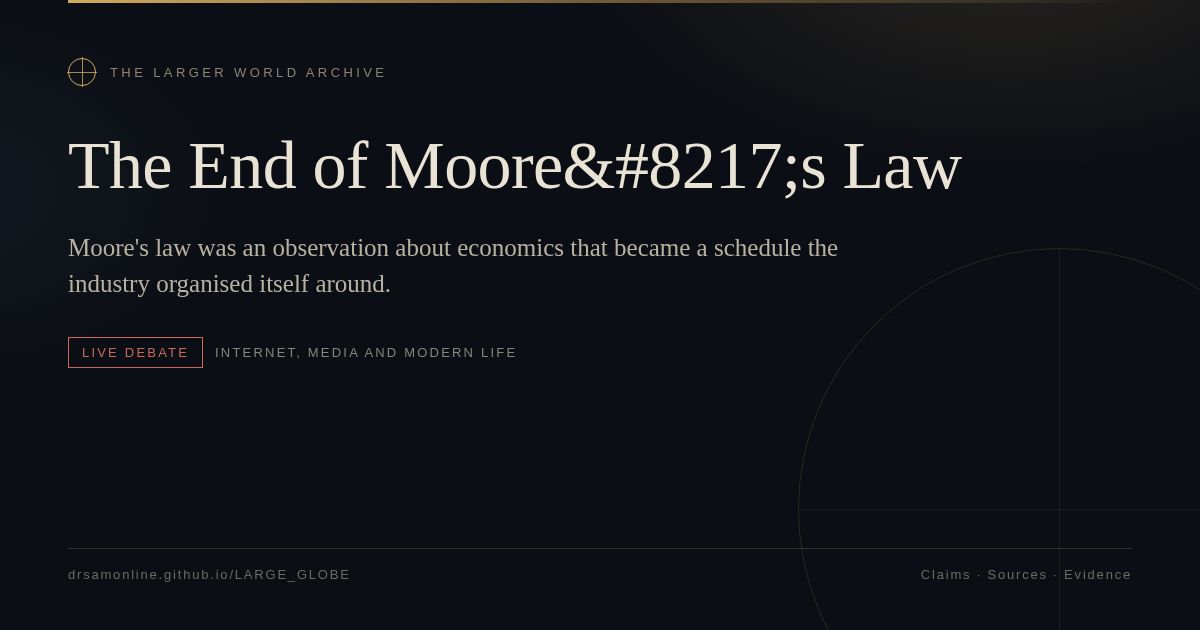 THE LARGER WORLD ARCHIVE
The End of Moore&#8217;s Law
Moore's law was an observation about economics that became a schedule the
industry organised itself around.
LIVE DEBATE
INTERNET, MEDIA AND MODERN LIFE
drsamonline.github.io/LARGE_GLOBE
Claims · Sources · Evidence